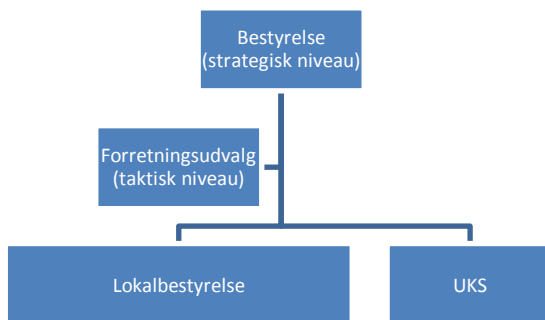 Bestyrelse
(strategisk niveau)
Forretningsudvalg
(taktisk niveau)
Lokalbestyrelse
UKS